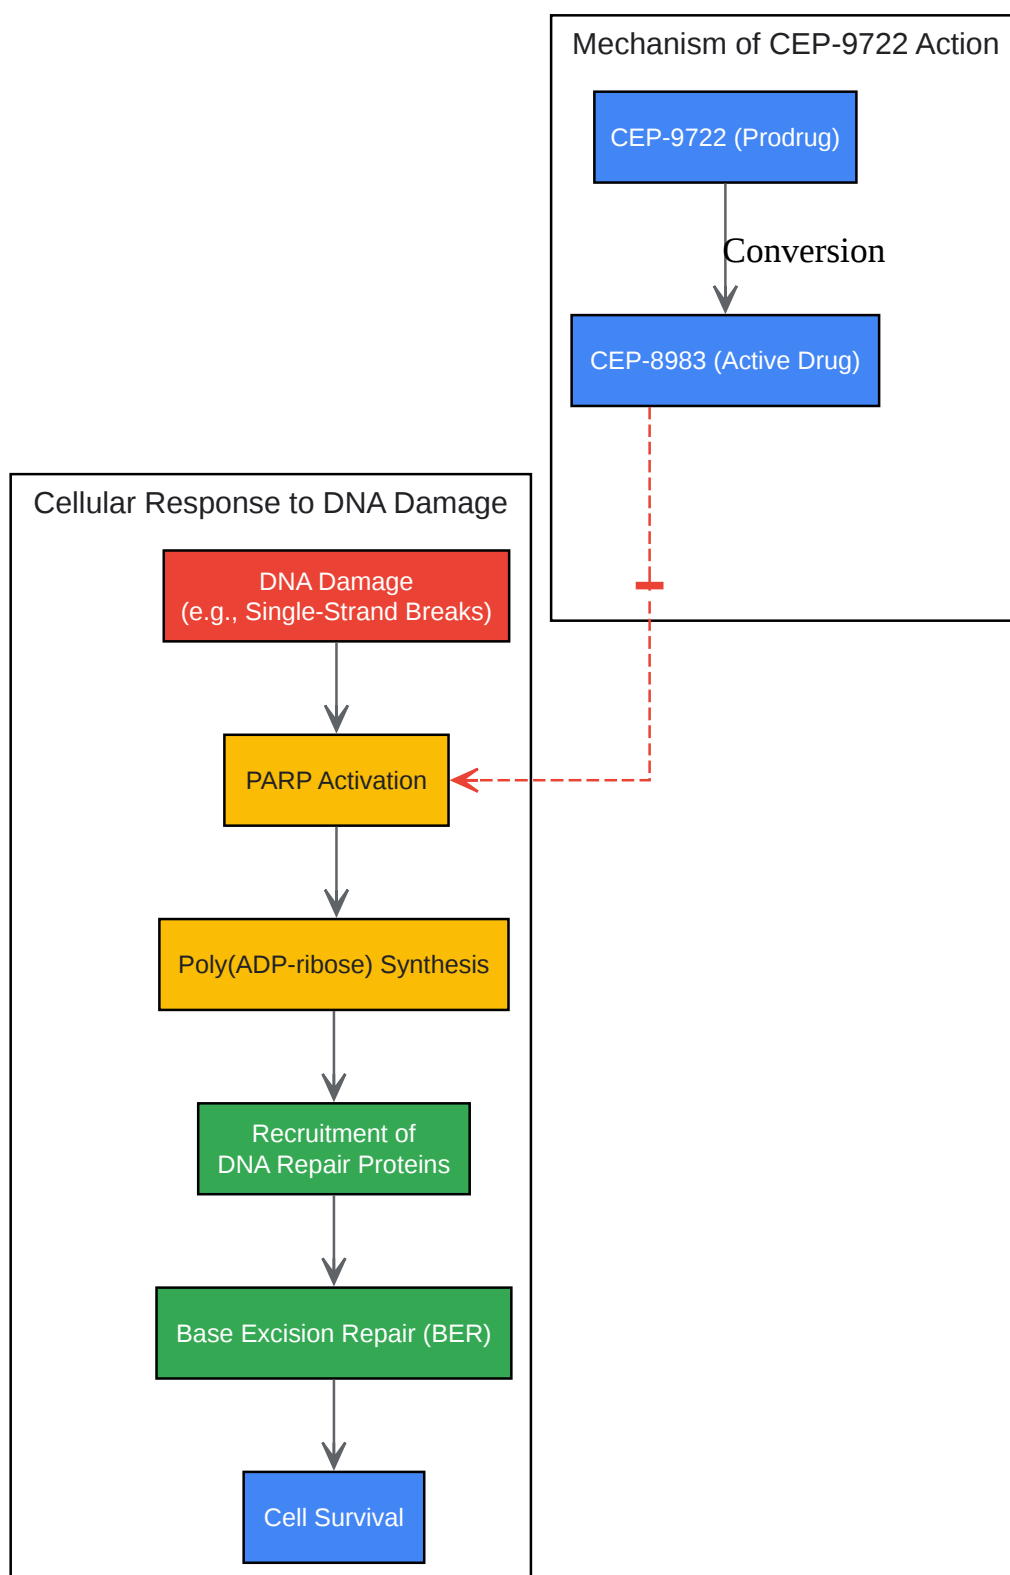 Mechanism of CEP-9722 Action
CEP-9722 (Prodrug)
Conversion
CEP-8983 (Active Drug)
Cellular Response to DNA Damage
DNA Damage
(e.g., Single-Strand Breaks)
PARP Activation
Poly(ADP-ribose) Synthesis
Recruitment of
DNA Repair Proteins
Base Excision Repair (BER)
Cell Survival